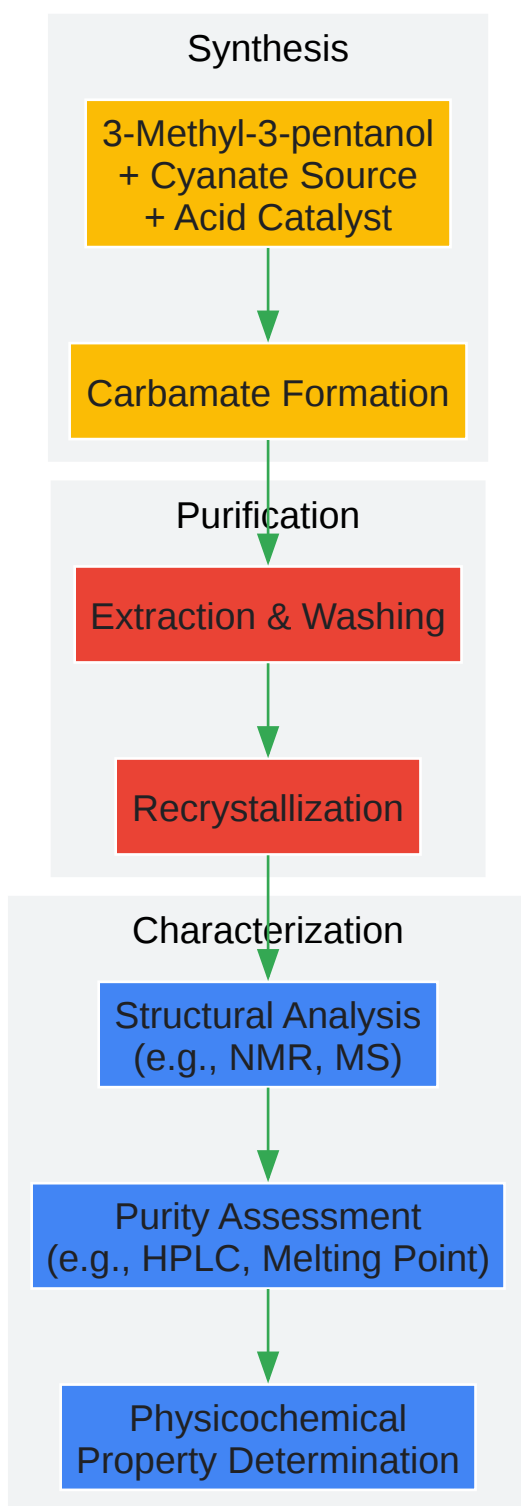 Synthesis
3-Methyl-3-pentanol
+ Cyanate Source
+ Acid Catalyst
Carbamate Formation
Purification
Extraction & Washing
Recrystallization
Characterization
Structural Analysis
(e.g., NMR, MS)
Purity Assessment
(e.g., HPLC, Melting Point)
Physicochemical
Property Determination